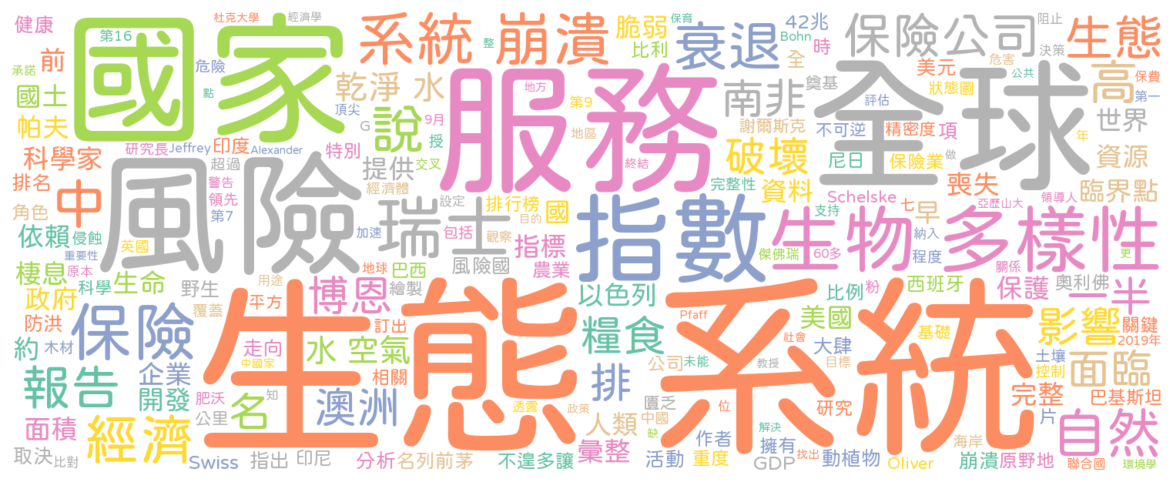 健康 杜克大學 經濟學 整 脆弱 衰退 42兆 時 阻止 生態
第16 比利 Bohn 全 保險公司 保育 決策
承諾 前 危險 系統 崩潰 奠基 美元 危害 公共 保費
國土 點 國家 乾淨 水 服務 全球 高
帕夫 頂尖 說 地方 第9 南非 狀態圖 評估 第一
科學家 研究長 Jeffrey 印度 G 9月 授 地區 謝爾斯克 不可逆 精密度 項 世界
排名 超過 Alexander 特別 提供 交叉 終結 破壞 尼日 保險業 做 年 資源
角色 中 警告 領先 風險 經濟體 完整性 資料 Schelske 喪失 臨界點
依賴 第7 設定 排行榜 國 支持 七 早 領導人
侵蝕 英國 目的 瑞士 指數 生物 多樣性 亞歷山大
重要性 原本 加速 包括 觀察 指標 傑佛瑞 60多 納入 程度 更
棲息 科學 生命 地球 巴西 風險國 農業 關係
政府 野生 用途 繪製 博恩 以色列 比例 粉 西班牙 奧利佛 保護 一半
防洪 覆蓋 平方 生態系統 Pfaff 美國 基礎 影響 關鍵
約 木材 保險 走向 訂出 水 空氣 糧食 社會 大肆 土壤 2019年
中國家 相關 公司 未能 教授 目標 控制 面臨
報告 企業 肥沃 知 排 研究 完整 巴基斯坦
開發 公里 名 澳洲 透露 人類 匱乏 位 片
面積 經濟 政策 中國 作者 擁有 解決 自然
取決 比對 Swiss 指出 印尼 分析 名列前茅 不遑多讓 彙整 缺 活動 重度 GDP 找出 動植物 Oliver 海岸 崩潰 原野地 聯合國 環境學